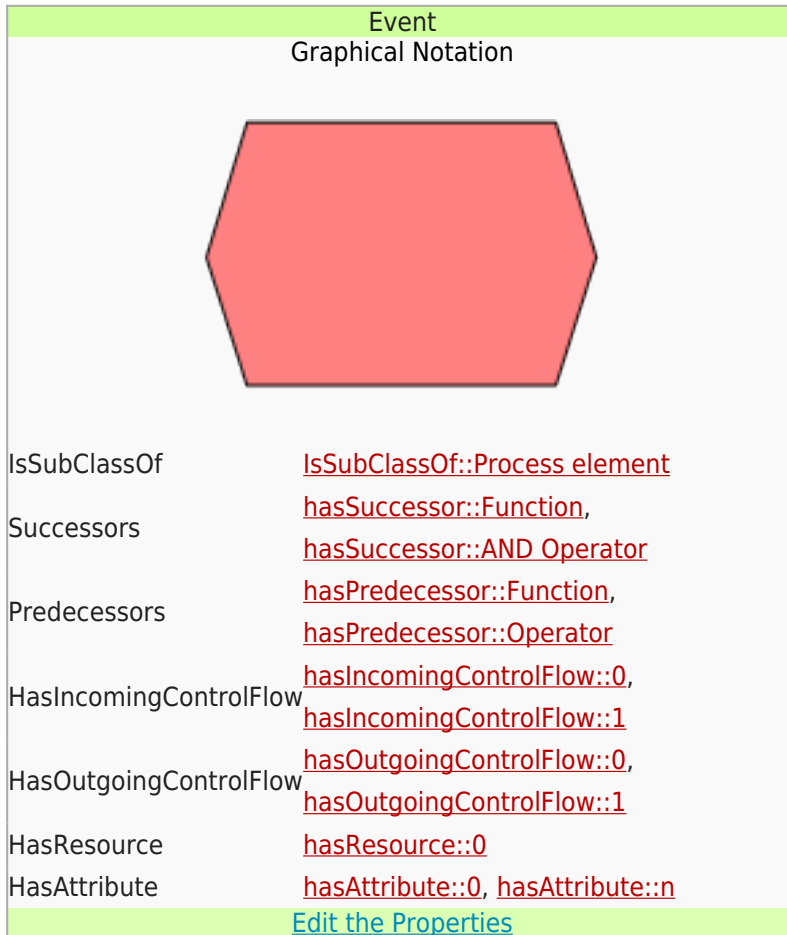 Event
Graphical Notation
IsSubClassOf IsSubClassOf::Process element
Successors hasSuccessor::Function,
hasSuccessor::AND Operator
Predecessors hasPredecessor::Function,
hasPredecessor::Operator
HasIncomingControlFlow hasIncomingControlFlow::0,
hasIncomingControlFlow::1
HasOutgoingControlFlow hasOutgoingControlFlow::0,
hasOutgoingControlFlow::1
HasResource hasResource::0
HasAttribute hasAttribute::0, hasAttribute::n
Edit the Properties